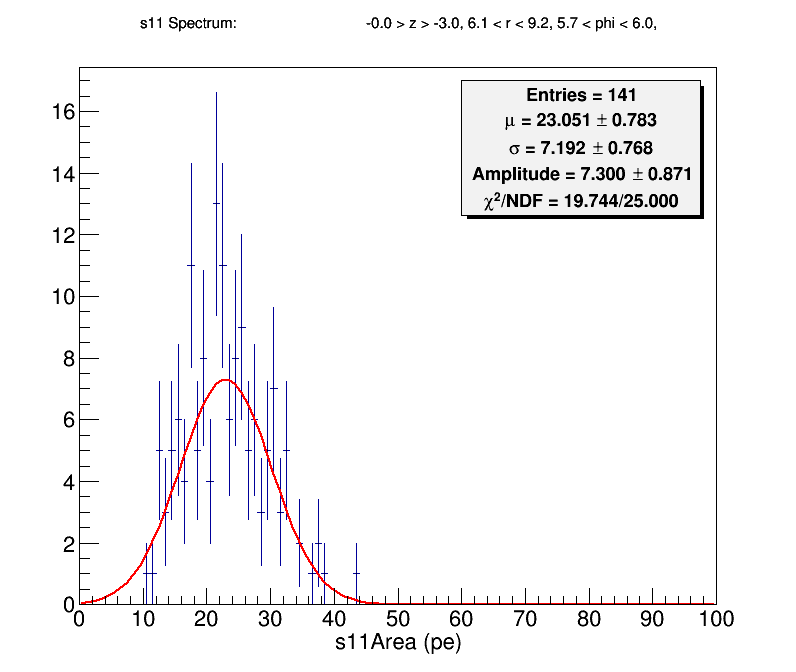 s11 Spectrum: -0.0 > z > -3.0, 6.1 < r < 9.2, 5.7 < phi < 6.0,
Entries = 141
μ = 23.051 ± 0.783
σ = 7.192 ± 0.768
Amplitude = 7.300 ± 0.871
χ²/NDF = 19.744/25.000
16
14
12
10
8
6
4
2
0
0 10 20 30 40 50 60 70 80 90 100
s11Area (pe)